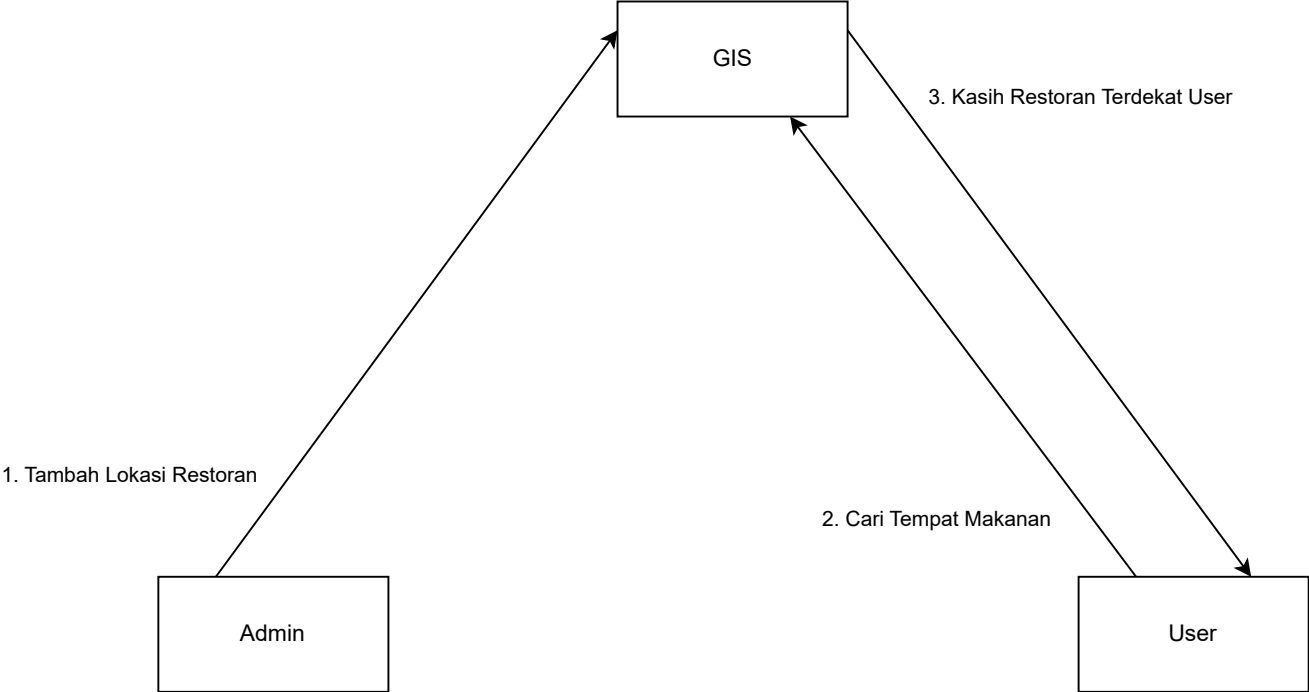 GIS
3. Kasih Restoran Terdekat User
1. Tambah Lokasi Restoran
2. Cari Tempat Makanan
Admin
User